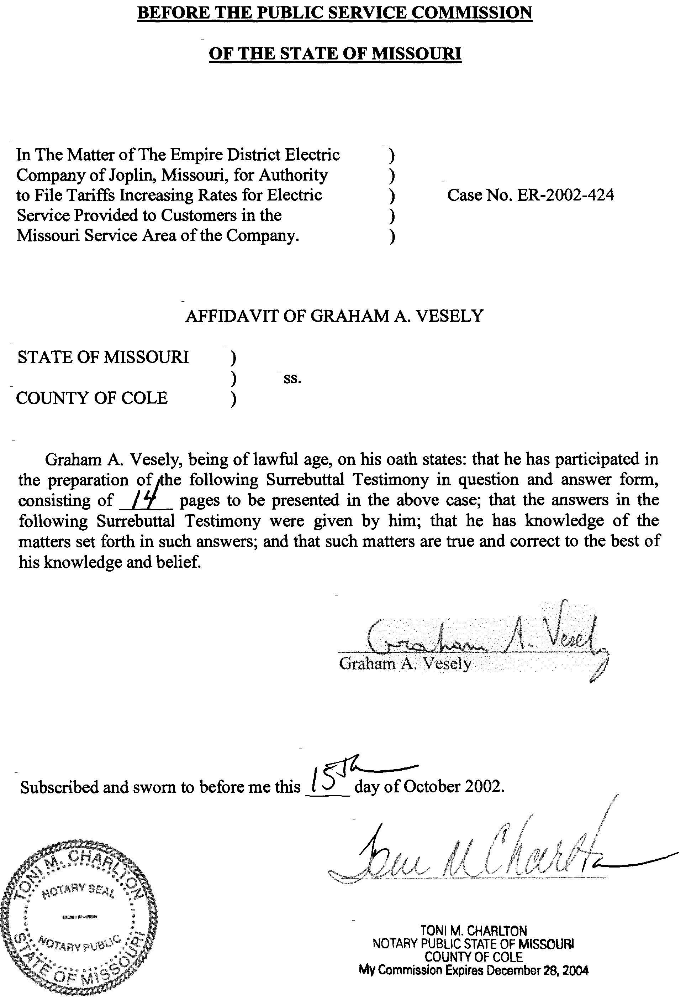 BEFORE THE PUBLIC SERVICE COMMISSION
OF THE STATE OF MISSOURI
In The Matter of The Empire District Electric )
Company of Joplin, Missouri, for Authority )
to File Tariffs Increasing Rates for Electric ) Case No. ER-2002-424
Service Provided to Customers in the )
Missouri Service Area of the Company. )
AFFIDAVIT OF GRAHAM A. VESELY
STATE OF MISSOURI )
) ss.
COUNTY OF COLE )
Graham A. Vesely, being of lawful age, on his oath states: that he has participated in
the preparation of the following Surrebuttal Testimony in question and answer form,
consisting of 14 pages to be presented in the above case; that the answers in the
following Surrebuttal Testimony were given by him; that he has knowledge of the
matters set forth in such answers; and that such matters are true and correct to the best of
his knowledge and belief.
Graham A. Vesely
Graham A. Vesely
Subscribed and sworn to before me this 15th day of October 2002.
Toni M Charlton
TONI M. CHARLTON
NOTARY SEAL
NOTARY PUBLIC
STATE OF MISSOURI
TONI M. CHARLTON
NOTARY PUBLIC STATE OF MISSOURI
COUNTY OF COLE
My Commission Expires December 28, 2004